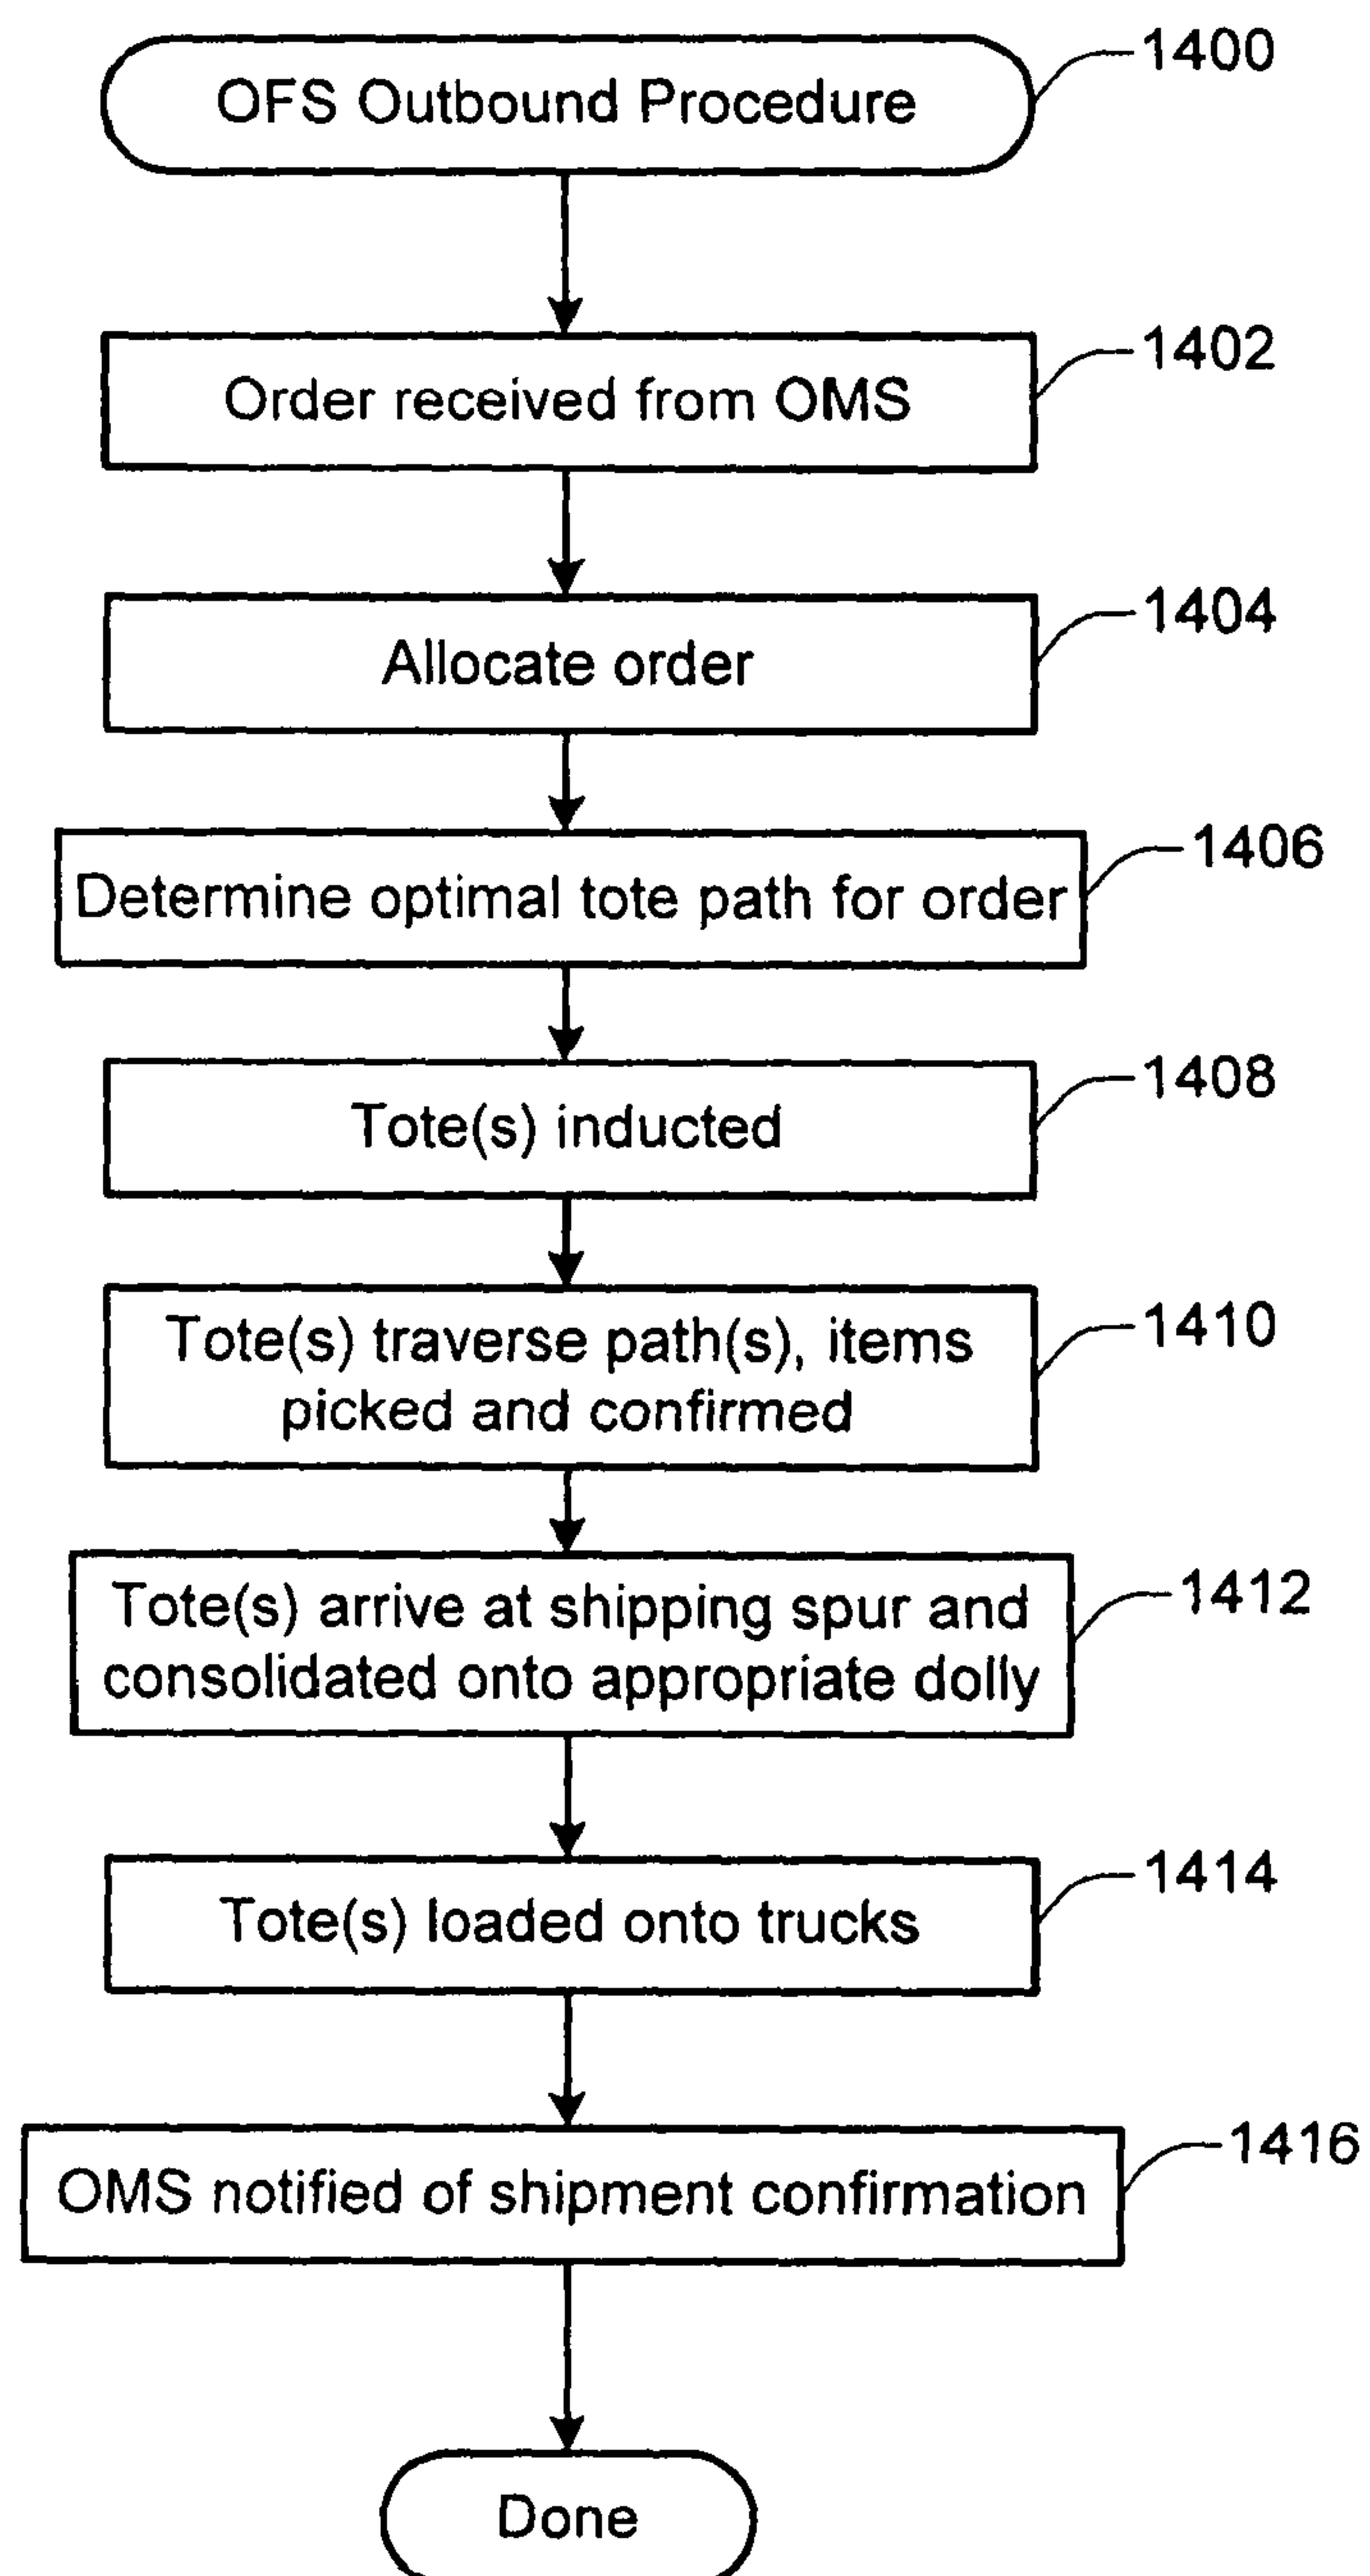 OFS Outbound Procedure
1400
Order received from OMS
1402
Allocate order
1404
Determine optimal tote path for order
1406
Tote(s) inducted
1408
Tote(s) traverse path(s), items
picked and confirmed
1410
Tote(s) arrive at shipping spur and
consolidated onto appropriate dolly
1412
Tote(s) loaded onto trucks
1414
OMS notified of shipment confirmation
1416
Done